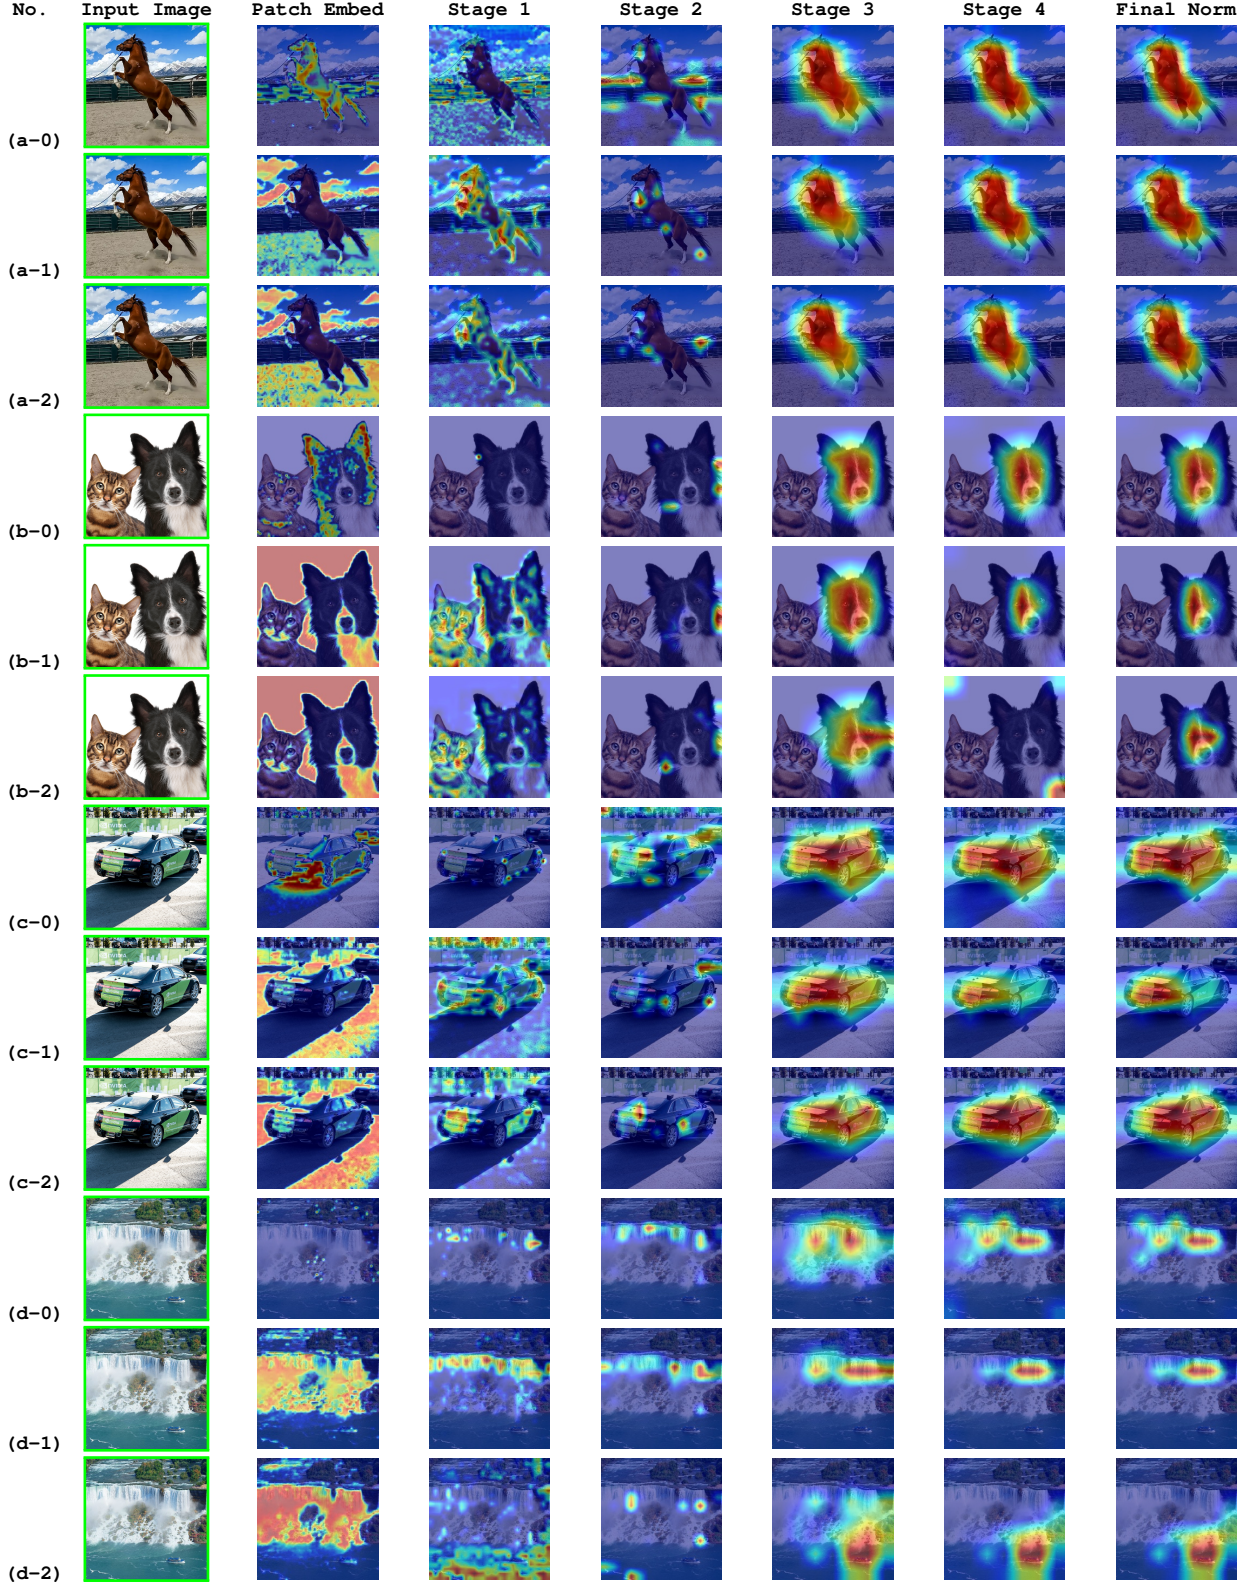 No. Input Image Patch Embed Stage 1 Stage 2 Stage 3 Stage 4 Final Norm
(a-0)
(a-1)
(a-2)
(b-0)
(b-1)
(b-2)
(c-0)
(c-1)
(c-2)
(d-0)
(d-1)
(d-2)